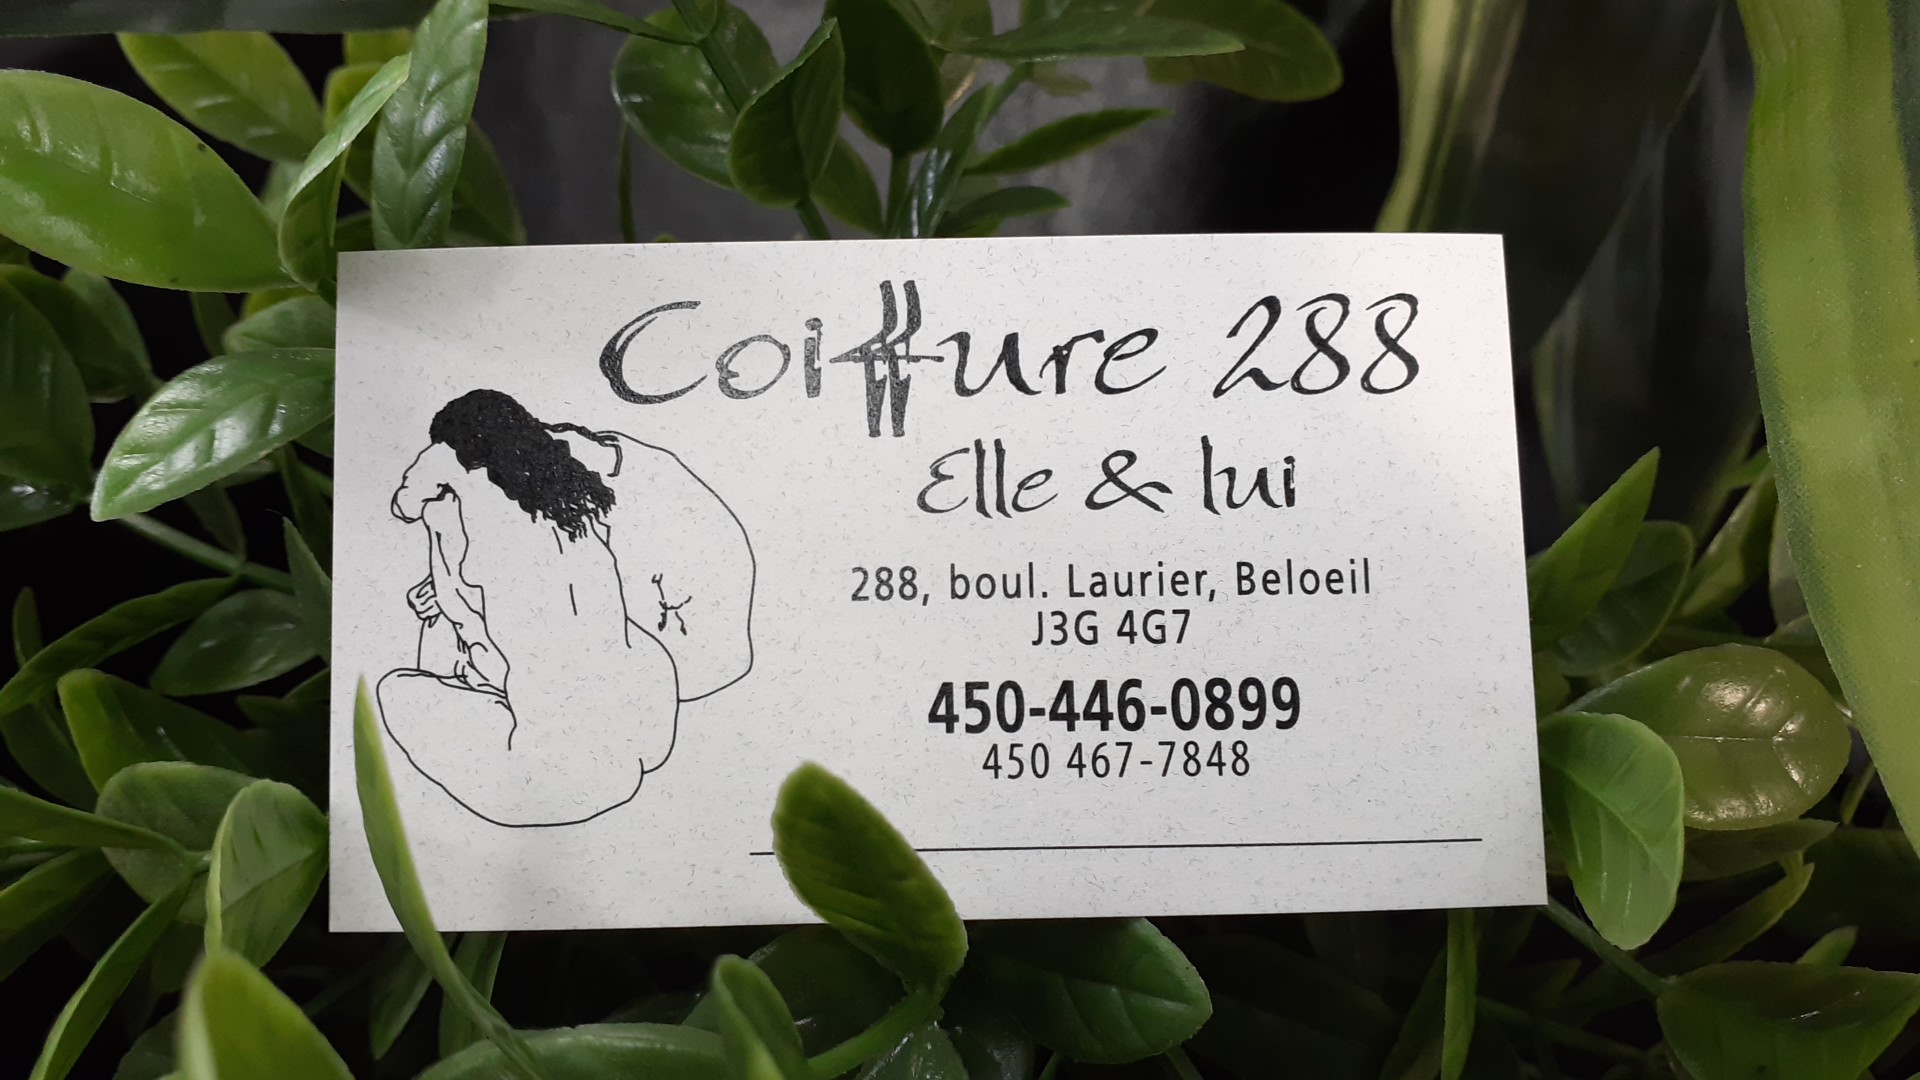 Coiffure 288
Elle & lui
288, boul. Laurier, Beloeil
J3G 4G7
450-446-0899
450 467-7848